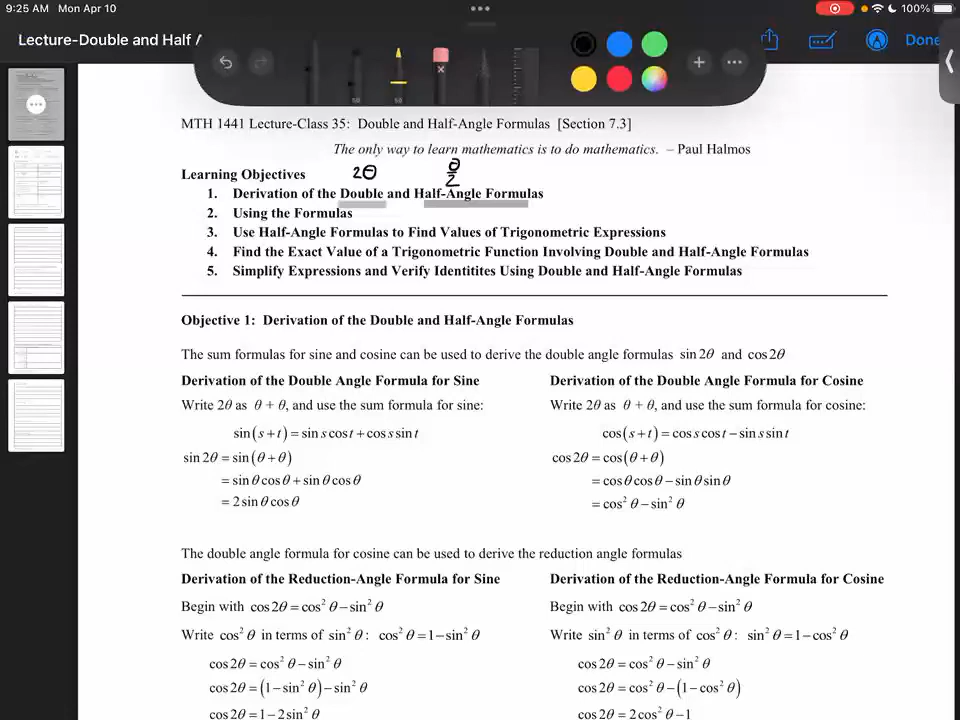 9:25 AM Mon Apr 10 100%
Lecture-Double and Half A Done
MTH 1441 Lecture-Class 35: Double and Half-Angle Formulas [Section 7.3]
The only way to learn mathematics is to do mathematics. – Paul Halmos
Learning Objectives 2θ θ/2
1. Derivation of the Double and Half-Angle Formulas
2. Using the Formulas
3. Use Half-Angle Formulas to Find Values of Trigonometric Expressions
4. Find the Exact Value of a Trigonometric Function Involving Double and Half-Angle Formulas
5. Simplify Expressions and Verify Identitites Using Double and Half-Angle Formulas
Objective 1: Derivation of the Double and Half-Angle Formulas
The sum formulas for sine and cosine can be used to derive the double angle formulas sin 2θ and cos 2θ
Derivation of the Double Angle Formula for Sine
Write 2θ as θ + θ, and use the sum formula for sine:
sin(s+t) = sin s cos t + cos s sin t
sin 2θ = sin(θ+θ)
= sin θ cos θ + sin θ cos θ
= 2 sin θ cos θ
Derivation of the Double Angle Formula for Cosine
Write 2θ as θ + θ, and use the sum formula for cosine:
cos(s+t) = cos s cos t − sin s sin t
cos 2θ = cos(θ+θ)
= cos θ cos θ − sin θ sin θ
= cos² θ − sin² θ
The double angle formula for cosine can be used to derive the reduction angle formulas
Derivation of the Reduction-Angle Formula for Sine
Begin with cos 2θ = cos² θ − sin² θ
Write cos² θ in terms of sin² θ: cos² θ = 1 − sin² θ
cos 2θ = cos² θ − sin² θ
cos 2θ = (1 − sin² θ) − sin² θ
cos 2θ = 1 − 2sin² θ
Derivation of the Reduction-Angle Formula for Cosine
Begin with cos 2θ = cos² θ − sin² θ
Write sin² θ in terms of cos² θ: sin² θ = 1 − cos² θ
cos 2θ = cos² θ − sin² θ
cos 2θ = cos² θ − (1 − cos² θ)
cos 2θ = 2cos² θ − 1